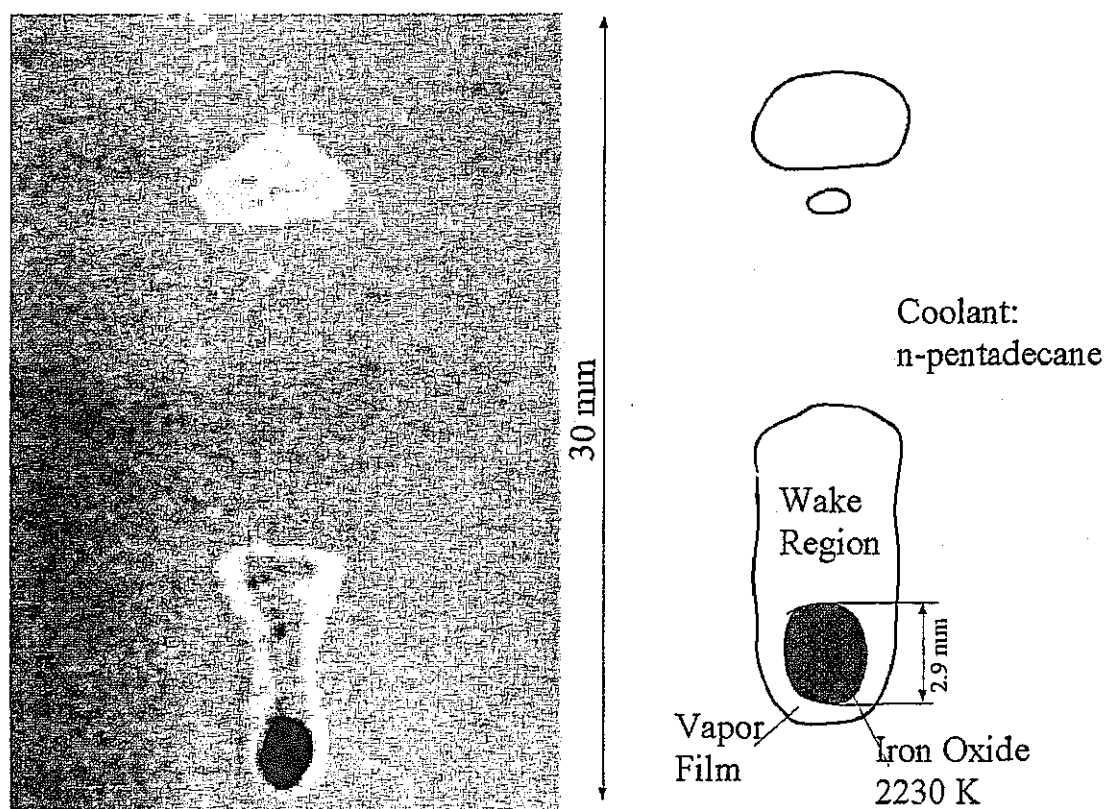 30 mm
Coolant:
n-pentadecane
Wake
Region
2.9 mm
Vapor
Film
Iron Oxide
2230 K